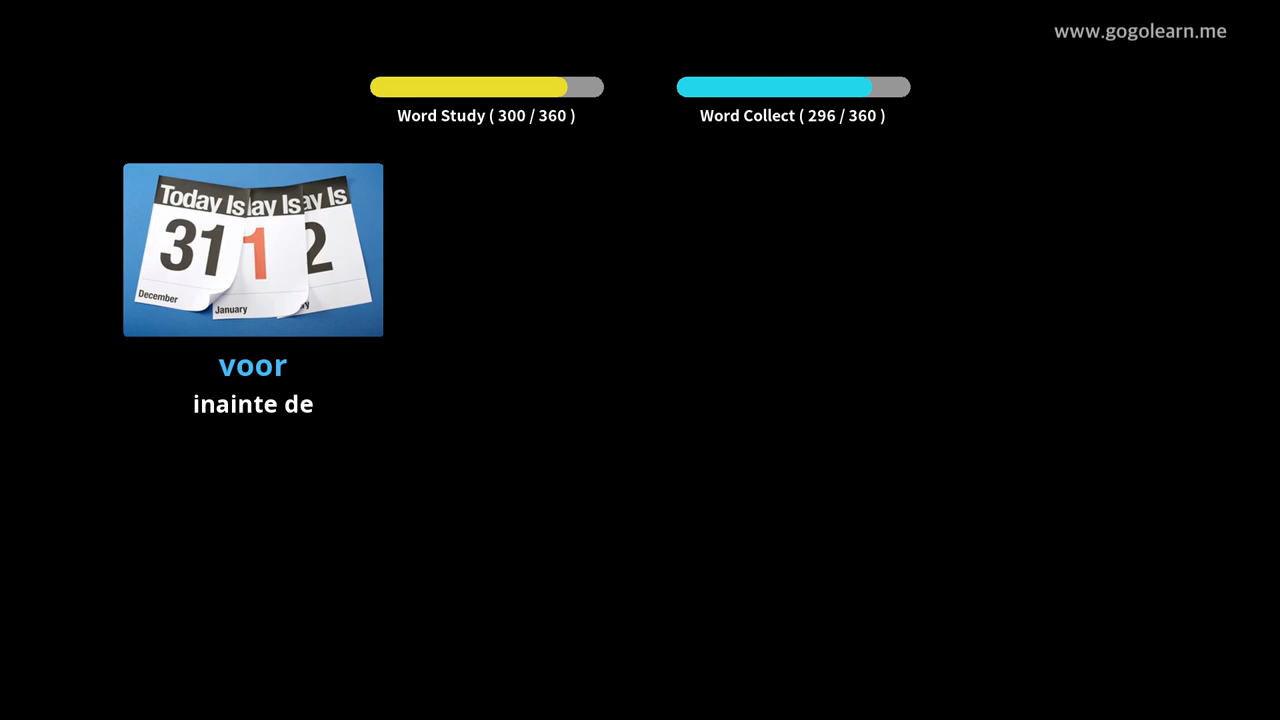 www.gogolearn.me
Word Study ( 300 / 360 )
Word Collect ( 296 / 360 )
Today Is
ay Is
ay Is
31
1
2
December
January
ry
voor
inainte de